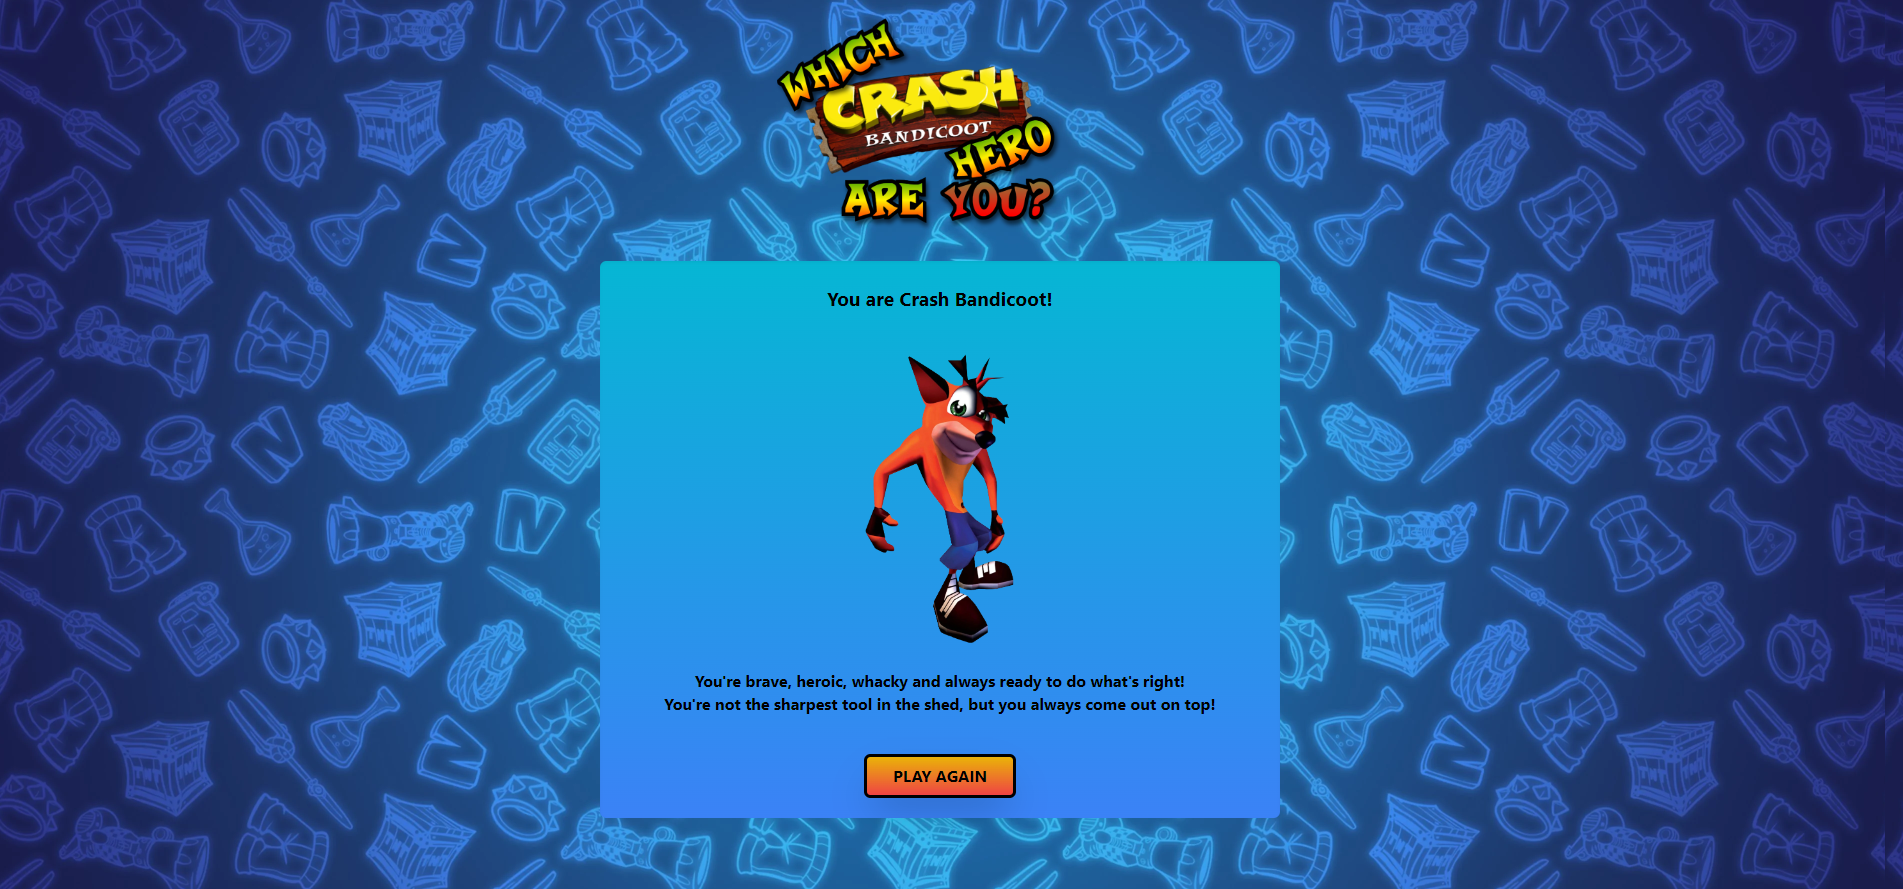 WHICH
CRASH
BANDICOOT
HERO
ARE YOU?
You are Crash Bandicoot!
You're brave, heroic, whacky and always ready to do what's right!
You're not the sharpest tool in the shed, but you always come out on top!
PLAY AGAIN